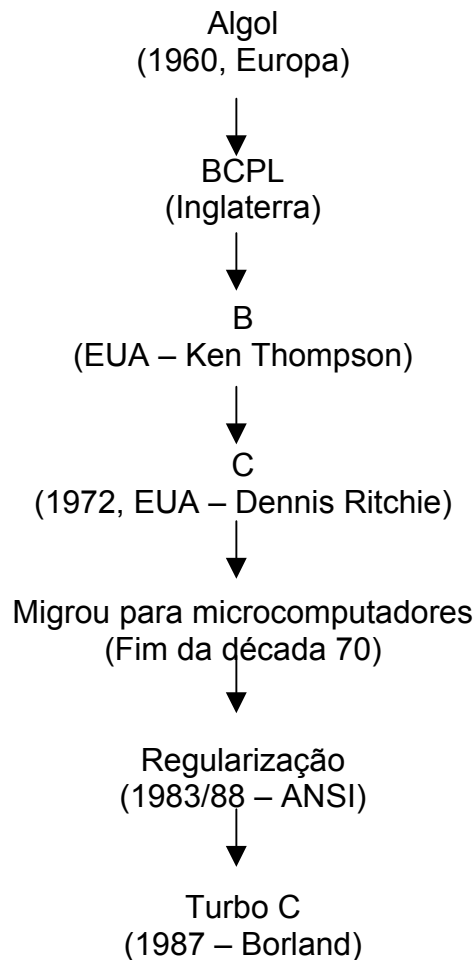 Algol
(1960, Europa)
BCPL
(Inglaterra)
B
(EUA – Ken Thompson)
C
(1972, EUA – Dennis Ritchie)
Migrou para microcomputadores
(Fim da década 70)
Regularização
(1983/88 – ANSI)
Turbo C
(1987 – Borland)